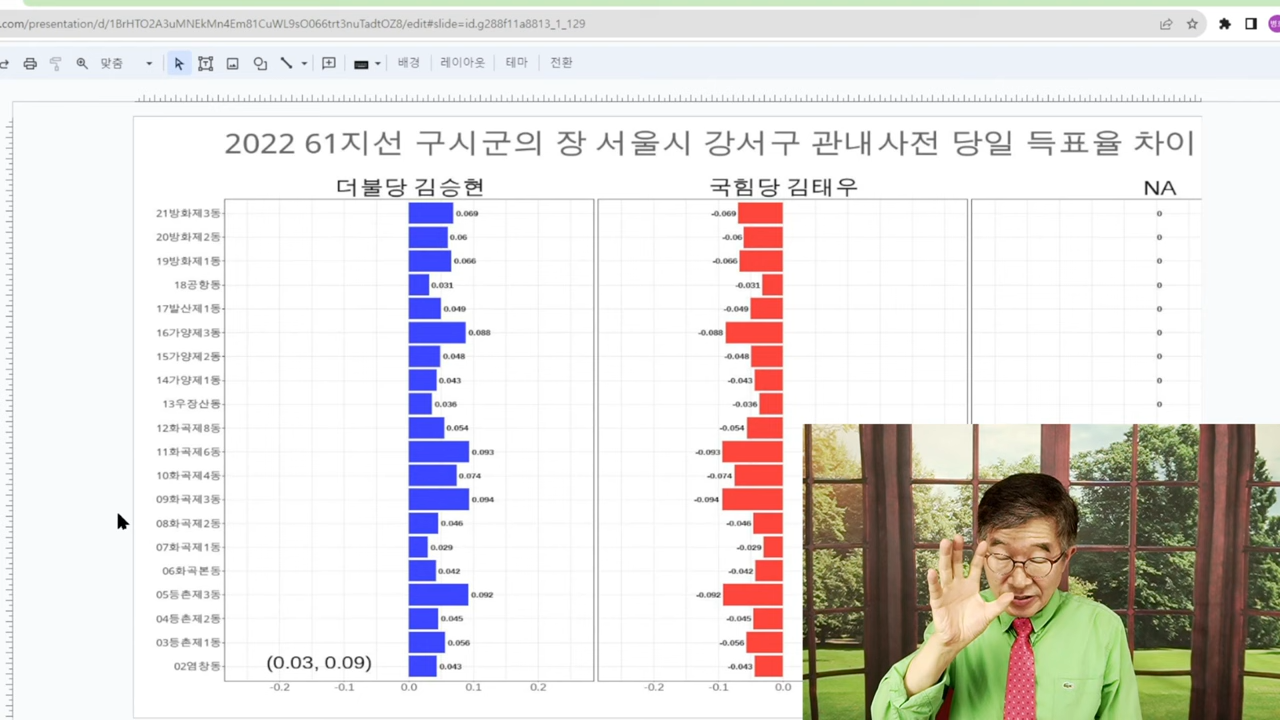 .com/presentation/d/1BrHTO2A3uMNEkMn4Em81CuWL9sO066trt3nuTadtOZ8/edit#slide=id.g288f11a8813_1_129
맞춤 배경 레이아웃 테마 전환
2022 61지선 구시군의 장 서울시 강서구 관내사전 당일 득표율 차이
더불당 김승현 국힘당 김태우 NA
21방화제3동 0.069 -0.069 0
20방화제2동 0.06 -0.06 0
19방화제1동 0.066 -0.066 0
18공항동 0.031 -0.031 0
17발산제1동 0.049 -0.049 0
16가양제3동 0.088 -0.088 0
15가양제2동 0.048 -0.048 0
14가양제1동 0.043 -0.043 0
13우장산동 0.036 -0.036 0
12화곡제8동 0.054 -0.054
11화곡제6동 0.093 -0.093
10화곡제4동 0.074 -0.074
09화곡제3동 0.094 -0.094
08화곡제2동 0.046 -0.046
07화곡제1동 0.029 -0.029
06화곡본동 0.042 -0.042
05등촌제3동 0.092 -0.092
04등촌제2동 0.045 -0.045
03등촌제1동 0.056 -0.056
02염창동 (0.03, 0.09) 0.043 -0.043
-0.2 -0.1 0.0 0.1 0.2 -0.2 -0.1 0.0